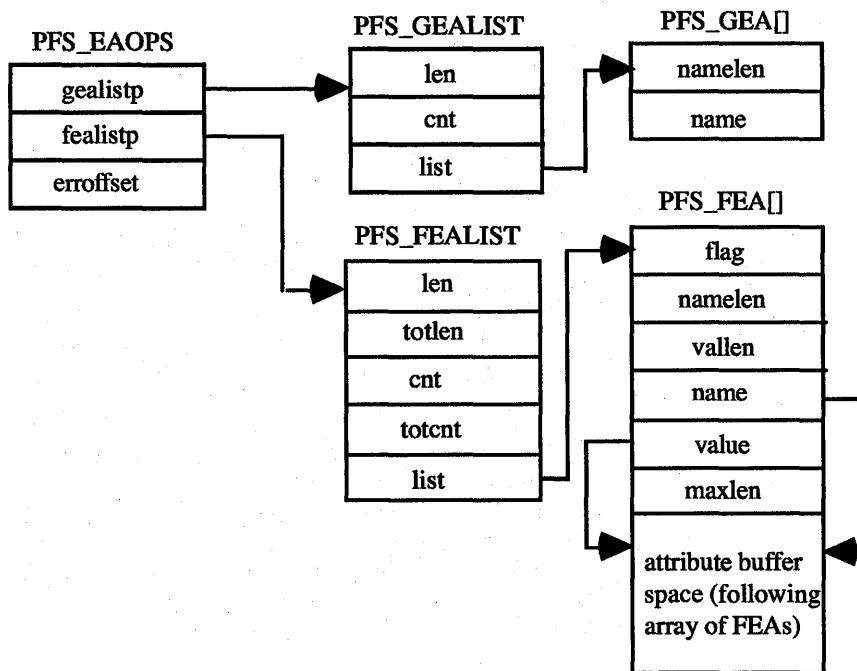 PFS_EAOPS
gealistp
fealistp
erroffset
PFS_GEALIST
len
cnt
list
PFS_GEA[]
namelen
name
PFS_FEALIST
len
totlen
cnt
totcnt
list
PFS_FEA[]
flag
namelen
vallen
name
value
maxlen
attribute buffer
space (following
array of FEAs)